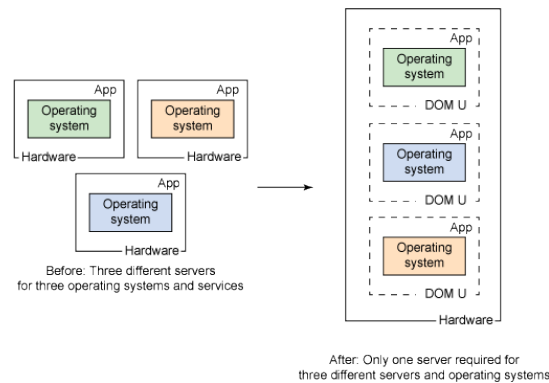 App
Operating
system
Hardware
App
Operating
system
Hardware
App
Operating
system
Hardware
Before: Three different servers
for three operating systems and services
App
Operating
system
DOM U
App
Operating
system
DOM U
App
Operating
system
DOM U
Hardware
After: Only one server required for
three different servers and operating systems